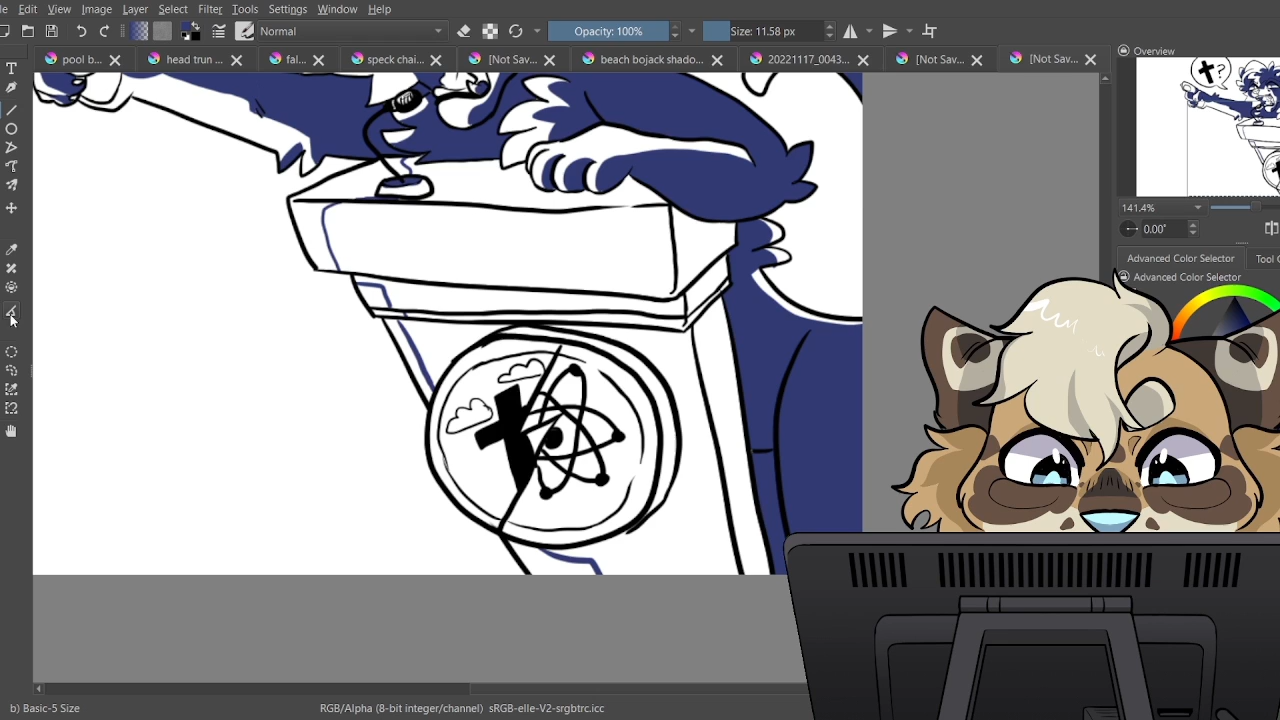 Edit View Image Layer Select Filter Tools Settings Window Help
Normal Opacity: 100% Size: 11.58 px
pool b... head trun ... fal... speck chai... [Not Sav... beach bojack shado... 20221117_0043... [Not Sav... [Not Sav...
Overview
?
141.4%
0.00°
Advanced Color Selector Tool
Advanced Color Selector
b) Basic-5 Size RGB/Alpha (8-bit integer/channel) sRGB-elle-V2-srgbtrc.icc